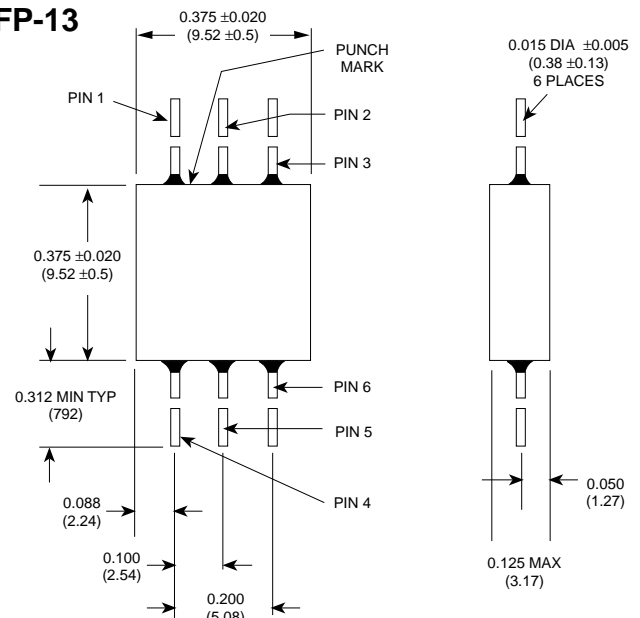 FP-13
0.375 ±0.020
(9.52 ±0.5)
PUNCH
MARK
0.015 DIA ±0.005
(0.38 ±0.13)
6 PLACES
PIN 1
PIN 2
PIN 3
0.375 ±0.020
(9.52 ±0.5)
0.312 MIN TYP
(792)
PIN 6
PIN 5
PIN 4
0.088
(2.24)
0.100
(2.54)
0.200
(5.08)
0.050
(1.27)
0.125 MAX
(3.17)